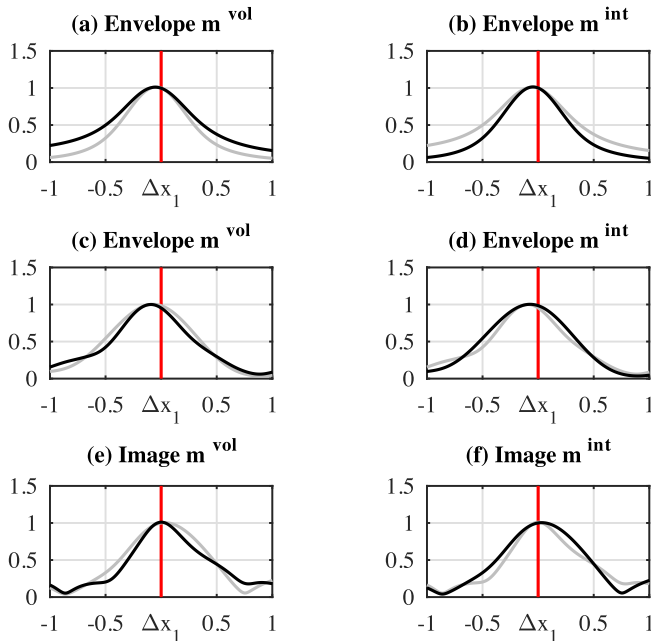 (a) Envelope m vol
(b) Envelope m int
1.5
1
0.5
0
-1 -0.5 Δx1 0.5 1
1.5
1
0.5
0
-1 -0.5 Δx1 0.5 1
(c) Envelope m vol
(d) Envelope m int
1.5
1
0.5
0
-1 -0.5 Δx1 0.5 1
1.5
1
0.5
0
-1 -0.5 Δx1 0.5 1
(e) Image m vol
(f) Image m int
1.5
1
0.5
0
-1 -0.5 Δx1 0.5 1
1.5
1
0.5
0
-1 -0.5 Δx1 0.5 1